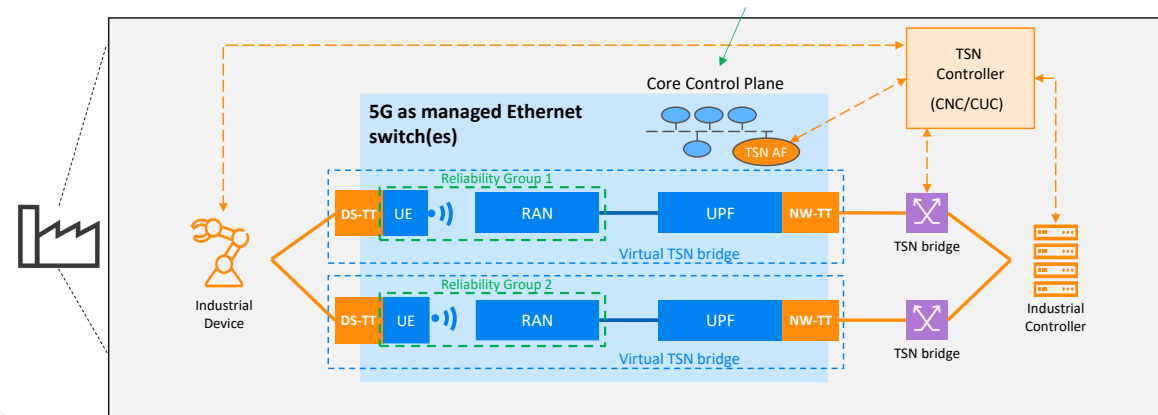 TSN
Controller
(CNC/CUC)
Core Control Plane
5G as managed Ethernet
switch(es)
TSN AF
Reliability Group 1
DS-TT
UE
RAN
UPF
NW-TT
Virtual TSN bridge
TSN bridge
Industrial
Device
Reliability Group 2
DS-TT
UE
RAN
UPF
NW-TT
Virtual TSN bridge
TSN bridge
Industrial
Controller